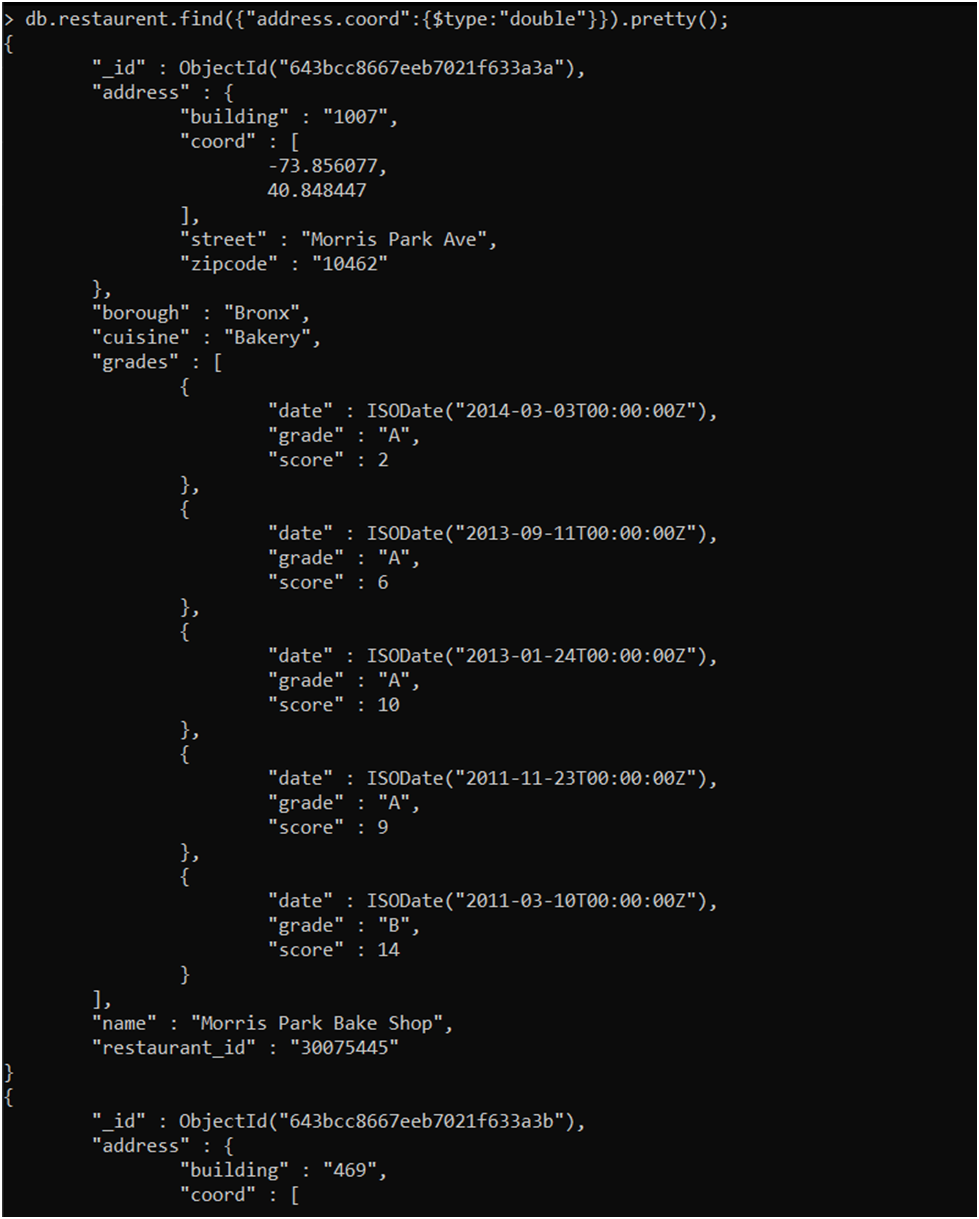 > db.restaurent.find({"address.coord":{$type:"double"}}).pretty();
{
        "_id" : ObjectId("643bcc8667eeb7021f633a3a"),
        "address" : {
                "building" : "1007",
                "coord" : [
                        -73.856077,
                        40.848447
                ],
                "street" : "Morris Park Ave",
                "zipcode" : "10462"
        },
        "borough" : "Bronx",
        "cuisine" : "Bakery",
        "grades" : [
                {
                        "date" : ISODate("2014-03-03T00:00:00Z"),
                        "grade" : "A",
                        "score" : 2
                },
                {
                        "date" : ISODate("2013-09-11T00:00:00Z"),
                        "grade" : "A",
                        "score" : 6
                },
                {
                        "date" : ISODate("2013-01-24T00:00:00Z"),
                        "grade" : "A",
                        "score" : 10
                },
                {
                        "date" : ISODate("2011-11-23T00:00:00Z"),
                        "grade" : "A",
                        "score" : 9
                },
                {
                        "date" : ISODate("2011-03-10T00:00:00Z"),
                        "grade" : "B",
                        "score" : 14
                }
        ],
        "name" : "Morris Park Bake Shop",
        "restaurant_id" : "30075445"
}
{
        "_id" : ObjectId("643bcc8667eeb7021f633a3b"),
        "address" : {
                "building" : "469",
                "coord" : [